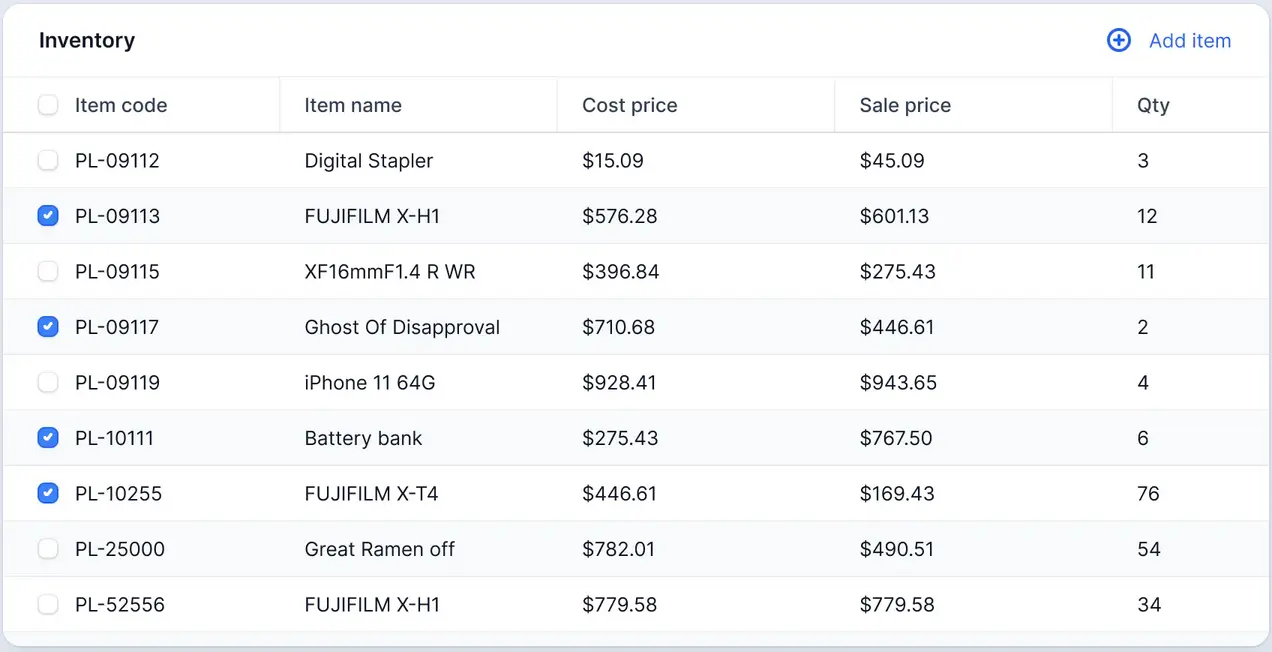 Inventory
Add item
Item code Item name Cost price Sale price Qty
PL-09112 Digital Stapler $15.09 $45.09 3
PL-09113 FUJIFILM X-H1 $576.28 $601.13 12
PL-09115 XF16mmF1.4 R WR $396.84 $275.43 11
PL-09117 Ghost Of Disapproval $710.68 $446.61 2
PL-09119 iPhone 11 64G $928.41 $943.65 4
PL-10111 Battery bank $275.43 $767.50 6
PL-10255 FUJIFILM X-T4 $446.61 $169.43 76
PL-25000 Great Ramen off $782.01 $490.51 54
PL-52556 FUJIFILM X-H1 $779.58 $779.58 34